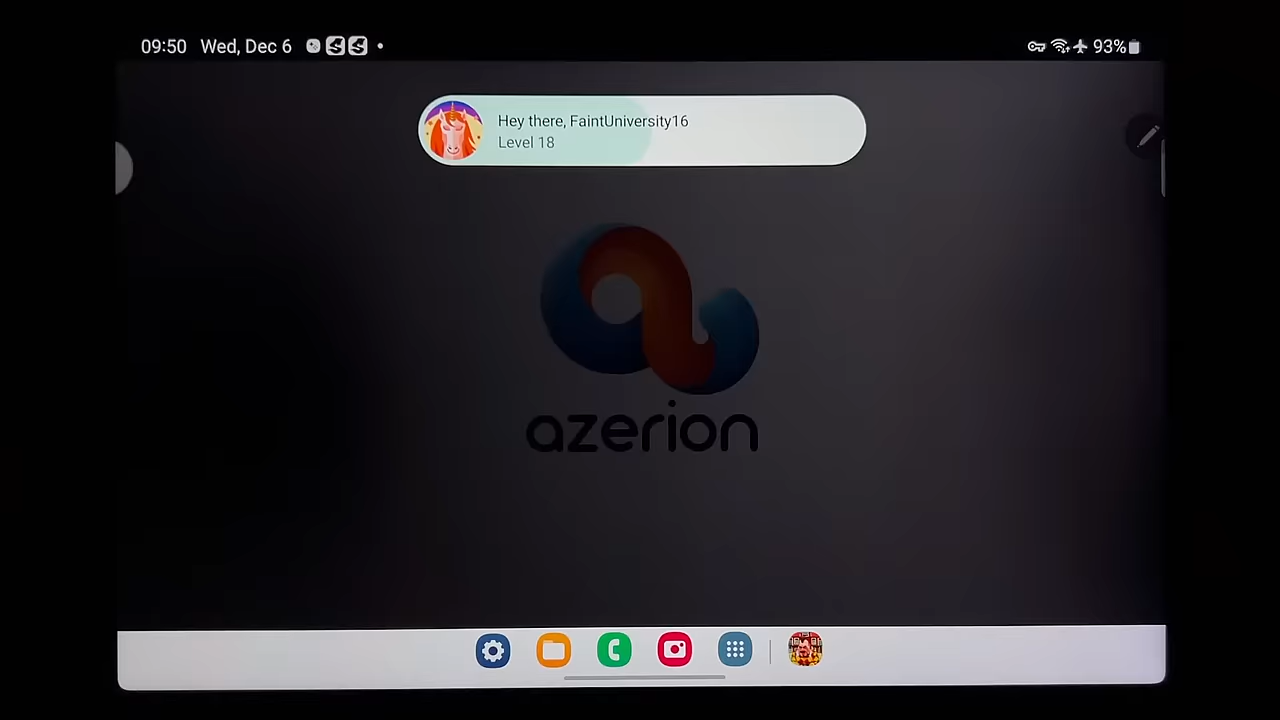 09:50 Wed, Dec 6
93%
Hey there, FaintUniversity16
Level 18
azerion